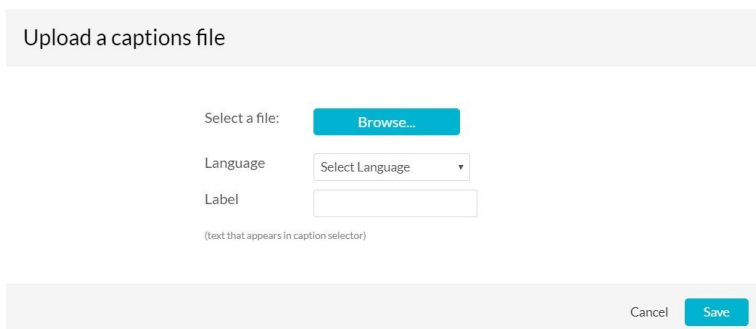 Upload a captions file
Select a file: Browse...
Language Select Language
Label
(text that appears in caption selector)
Cancel Save